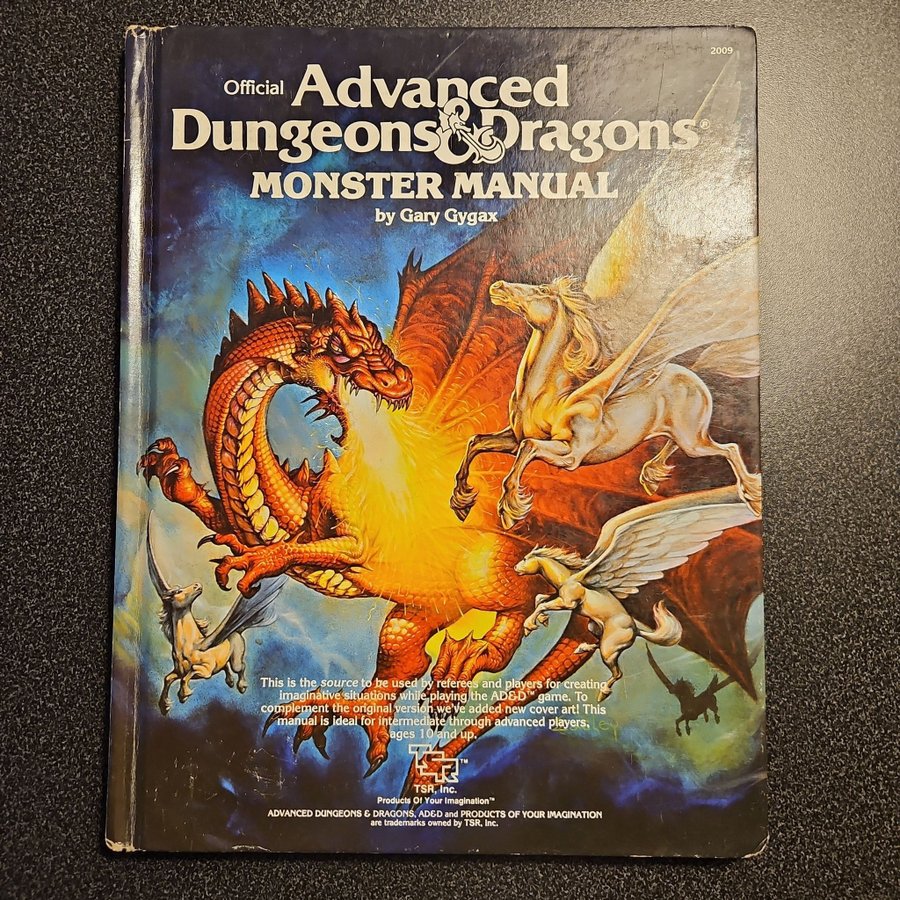 2009
Official Advanced
Dungeons & Dragons®
MONSTER MANUAL
by Gary Gygax
This is the source to be used by referees and players for creating
imaginative situations while playing the AD&D™ game. To
complement the original version we've added new cover art! This
manual is ideal for intermediate through advanced players,
ages 10 and up.
Easley
TSR ™
TSR, Inc.
Products Of Your Imagination™
ADVANCED DUNGEONS & DRAGONS, AD&D and PRODUCTS OF YOUR IMAGINATION
are trademarks owned by TSR, Inc.